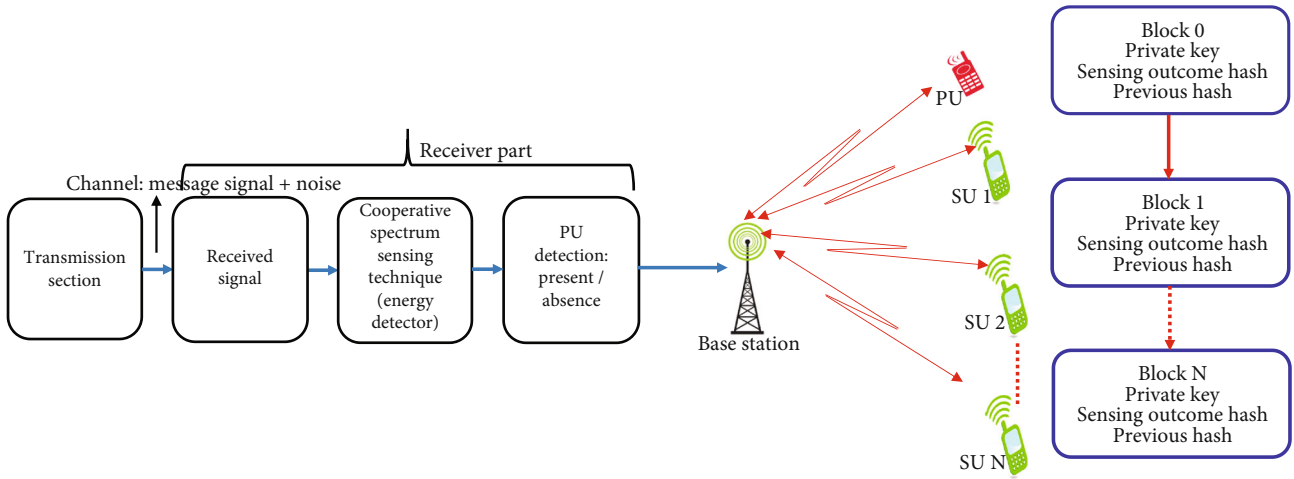 Receiver part
Channel: message signal + noise
Transmission
section
Received
signal
Cooperative
spectrum
sensing
technique
(energy
detector)
PU
detection:
present /
absence
Base station
PU
SU 1
SU 2
SU N
Block 0
Private key
Sensing outcome hash
Previous hash
Block 1
Private key
Sensing outcome hash
Previous hash
Block N
Private key
Sensing outcome hash
Previous hash